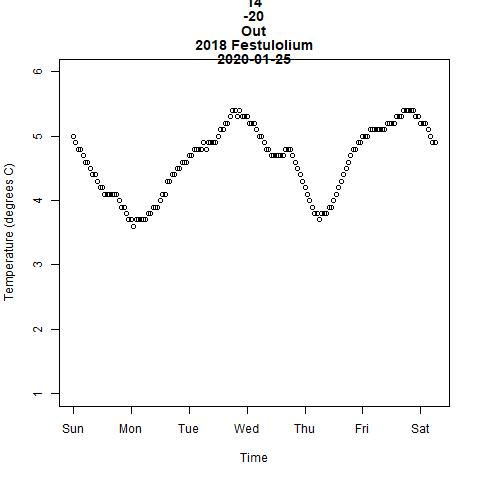 14
-20
Out
2018 Festulolium
2020-01-25
Temperature (degrees C)
6
5
4
3
2
1
Sun Mon Tue Wed Thu Fri Sat
Time